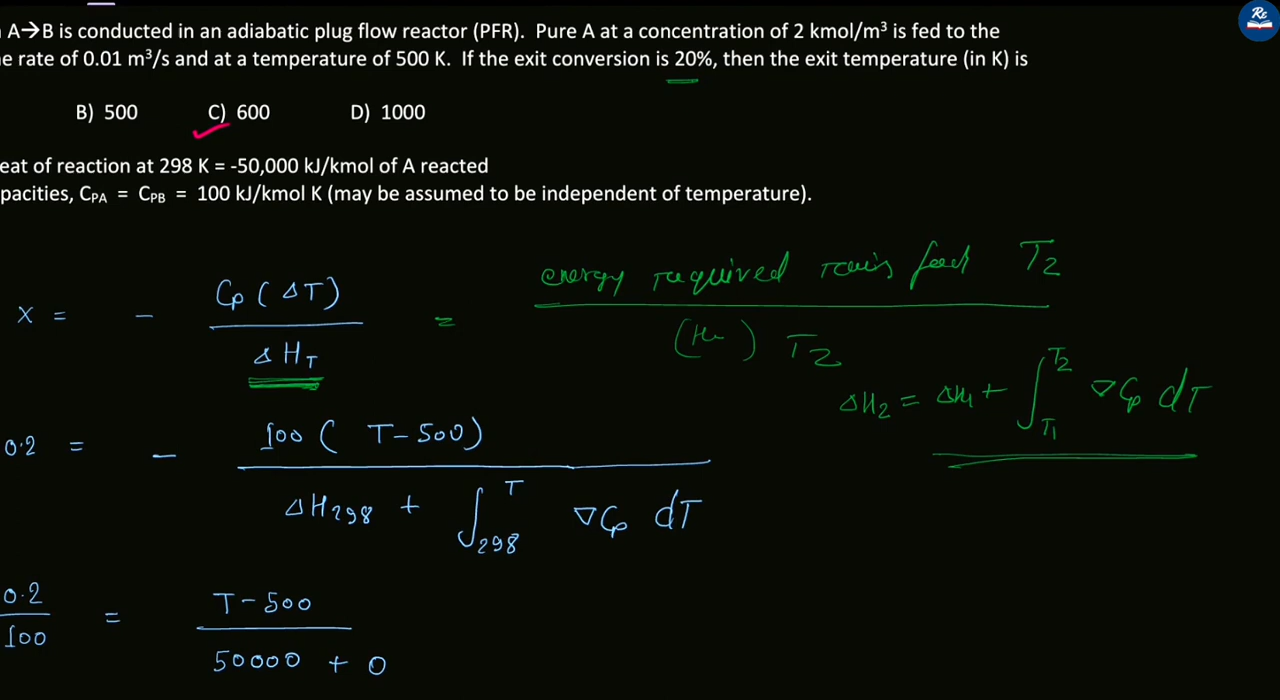 A→B is conducted in an adiabatic plug flow reactor (PFR). Pure A at a concentration of 2 kmol/m³ is fed to the
e rate of 0.01 m³/s and at a temperature of 500 K. If the exit conversion is 20%, then the exit temperature (in K) is
B) 500 C) 600 D) 1000
eat of reaction at 298 K = -50,000 kJ/kmol of A reacted
pacities, CPA = CPB = 100 kJ/kmol K (may be assumed to be independent of temperature).
x = - Cp (ΔT) / ΔH_T = energy required feed T₂ / ( ) T₂
ΔH₂ = ΔH₁ + ∫_{T₁}^{T₂} ∇Cp dT
0.2 = - 100 ( T - 500) / ΔH₂₉₈ + ∫_{298}^{T} ∇Cp dT
0.2 / 100 = T - 500 / 50000 + 0
Re